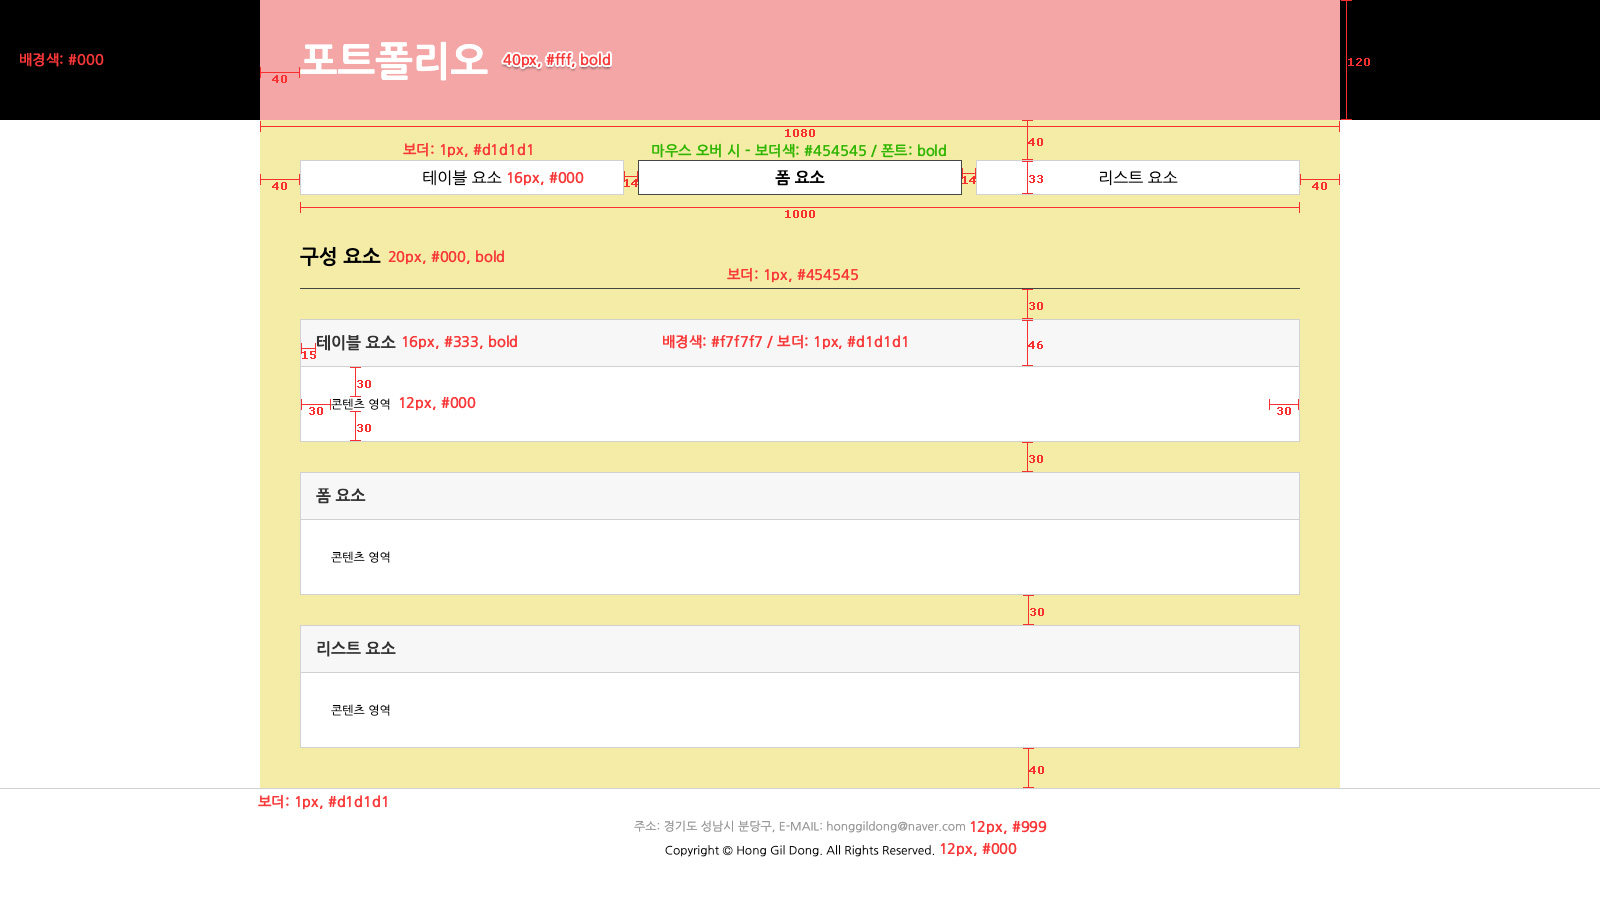 배경색: #000
포트폴리오 40px, #fff, bold
120
40
1080
40
보더: 1px, #d1d1d1
마우스 오버 시 - 보더색: #454545 / 폰트: bold
40
테이블 요소 16px, #000
14
폼 요소
14
33
리스트 요소
40
1000
구성 요소 20px, #000, bold
보더: 1px, #454545
30
15
테이블 요소 16px, #333, bold
배경색: #f7f7f7 / 보더: 1px, #d1d1d1
46
30
30
콘텐츠 영역 12px, #000
30
30
30
폼 요소
콘텐츠 영역
30
리스트 요소
콘텐츠 영역
40
보더: 1px, #d1d1d1
주소: 경기도 성남시 분당구, E-MAIL: honggildong@naver.com 12px, #999
Copyright © Hong Gil Dong. All Rights Reserved. 12px, #000